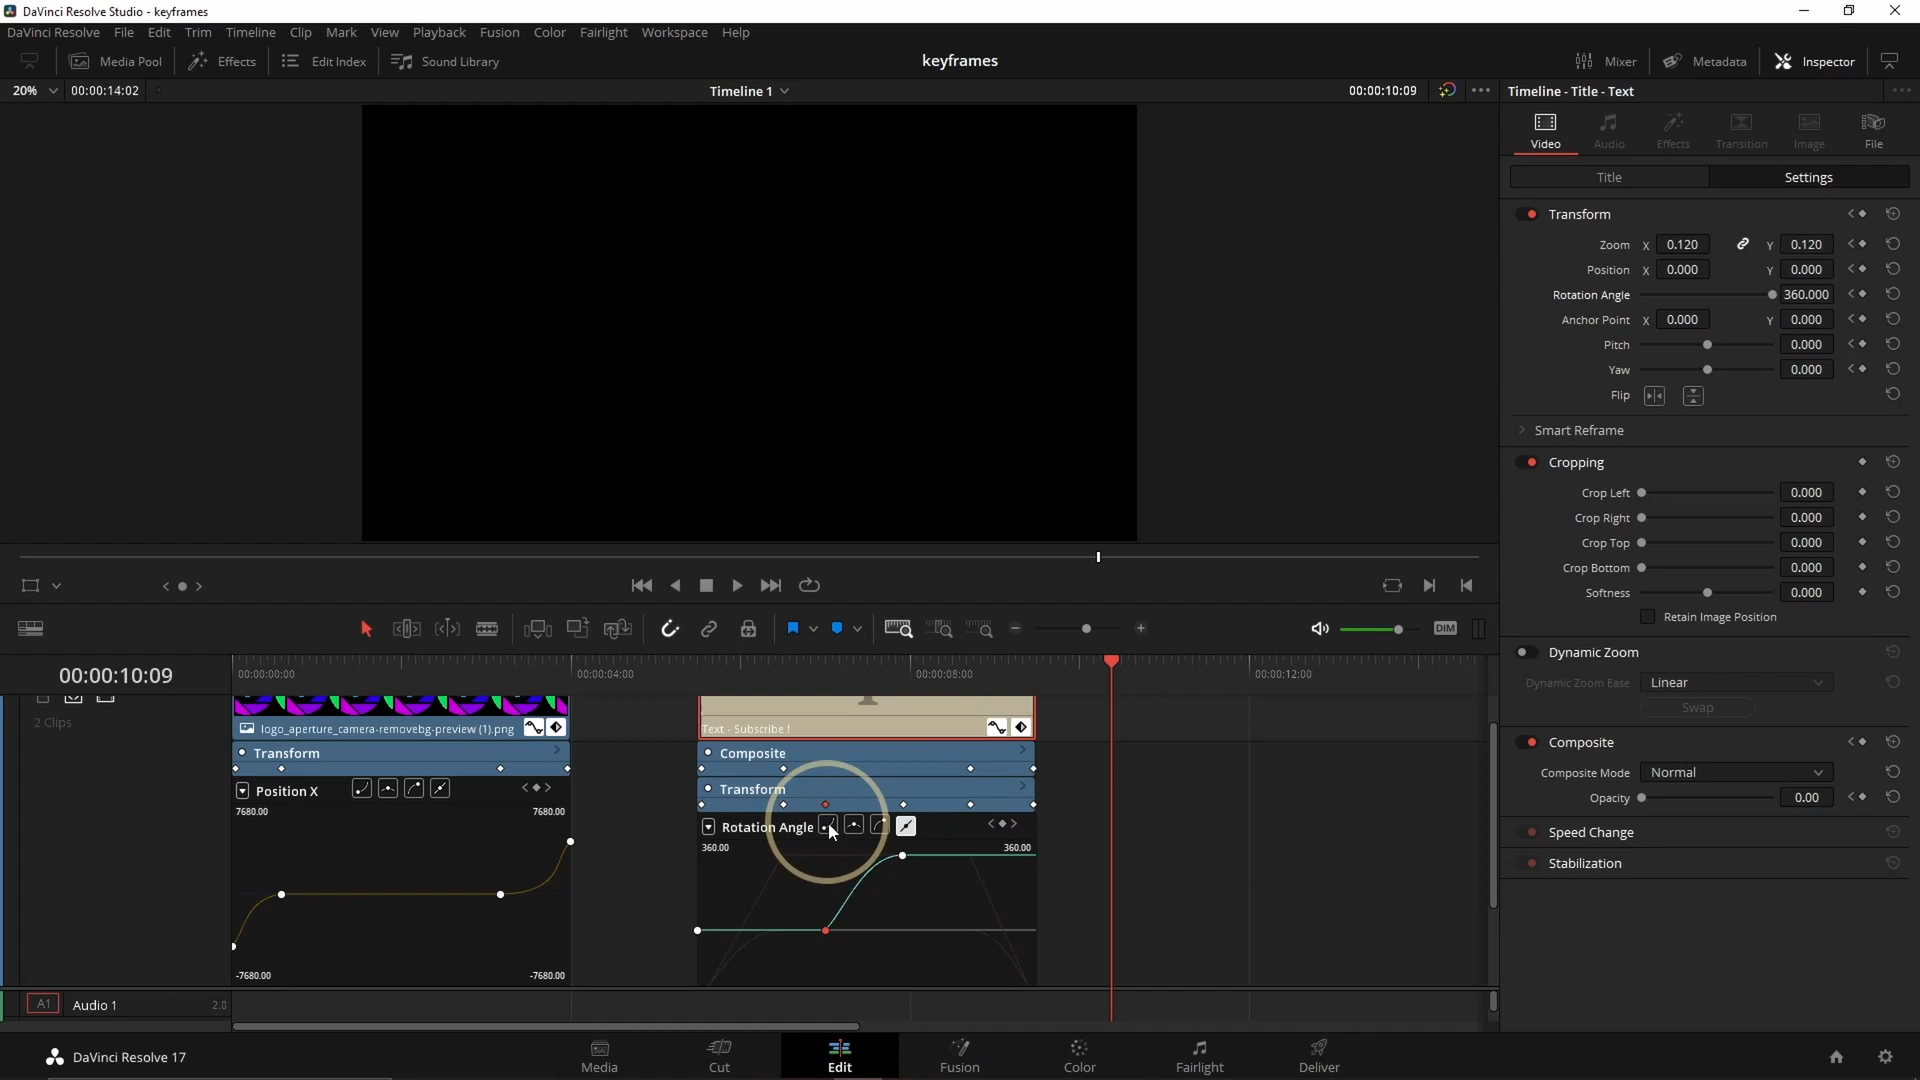 DaVinci Resolve Studio - keyframes
DaVinci Resolve File Edit Trim Timeline Clip Mark View Playback Fusion Color Fairlight Workspace Help
Media Pool Effects Edit Index Sound Library keyframes Mixer Metadata Inspector
20% 00:00:14:02 Timeline 1 00:00:10:09 Timeline - Title - Text
Video Audio Effects Transition Image File
Title Settings
Transform
Zoom X 0.120 Y 0.120
Position X 0.000 Y 0.000
Rotation Angle 360.000
Anchor Point X 0.000 Y 0.000
Pitch 0.000
Yaw 0.000
Flip
Smart Reframe
Cropping
Crop Left 0.000
Crop Right 0.000
Crop Top 0.000
Crop Bottom 0.000
Softness 0.000
Retain Image Position
Dynamic Zoom
Dynamic Zoom Ease Linear
Swap
Composite
Composite Mode Normal
Opacity 0.00
Speed Change
Stabilization
DIM
00:00:10:09 00:00:00:00 00:00:04:00 00:00:08:00 00:00:12:00
2 Clips
logo_aperture_camera-removebg-preview (1).png Text - Subscribe !
Transform Composite
Transform
Position X Rotation Angle
7680.00 7680.00 360.00 360.00
-7680.00 -7680.00
A1 Audio 1 2.0
DaVinci Resolve 17 Media Cut Edit Fusion Color Fairlight Deliver